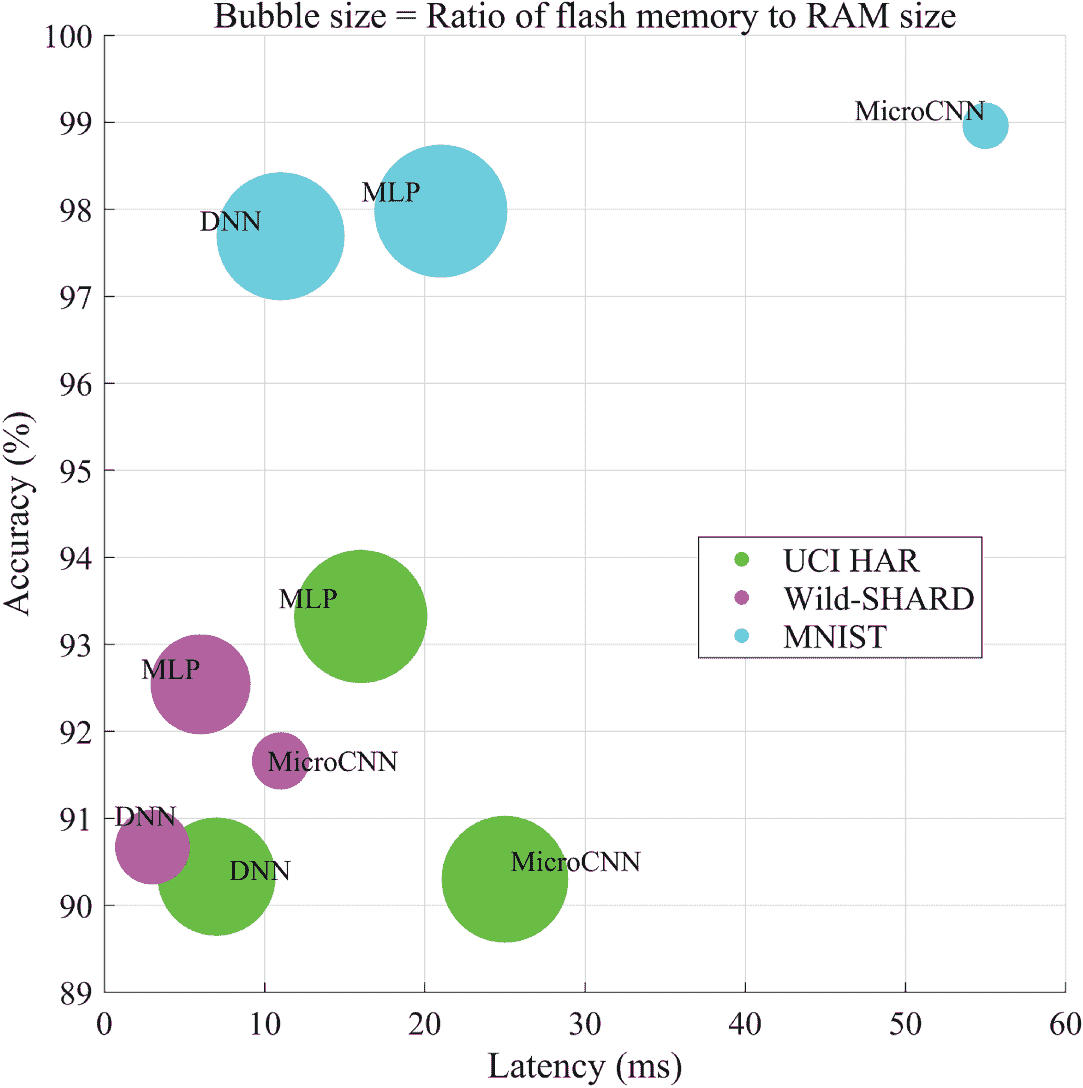 Bubble size = Ratio of flash memory to RAM size
100
99
98
97
96
95
94
93
92
91
90
89
Accuracy (%)
MicroCNN
MLP
DNN
MLP
MLP
MicroCNN
DNN
DNN
MicroCNN
UCI HAR
Wild-SHARD
MNIST
0 10 20 30 40 50 60
Latency (ms)